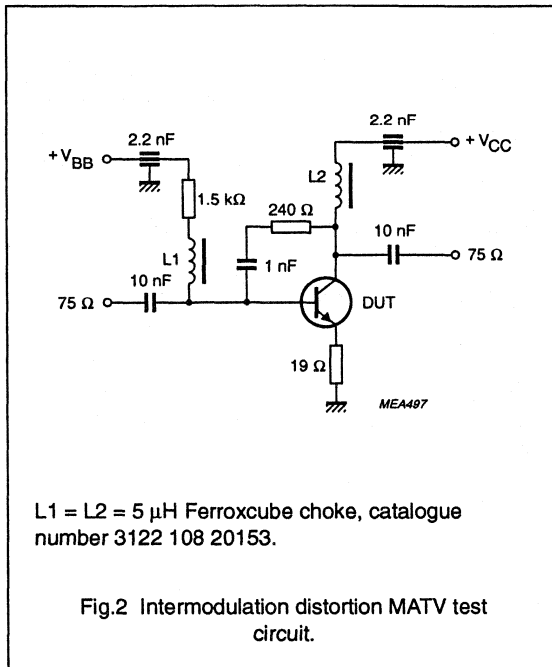 2.2 nF
+ VCC
2.2 nF
+ VBB
L2
1.5 kΩ
240 Ω
10 nF
L1
1 nF
75 Ω
10 nF
75 Ω
DUT
19 Ω
MEA497
L1 = L2 = 5 μH Ferroxcube choke, catalogue
number 3122 108 20153.
Fig.2 Intermodulation distortion MATV test
circuit.